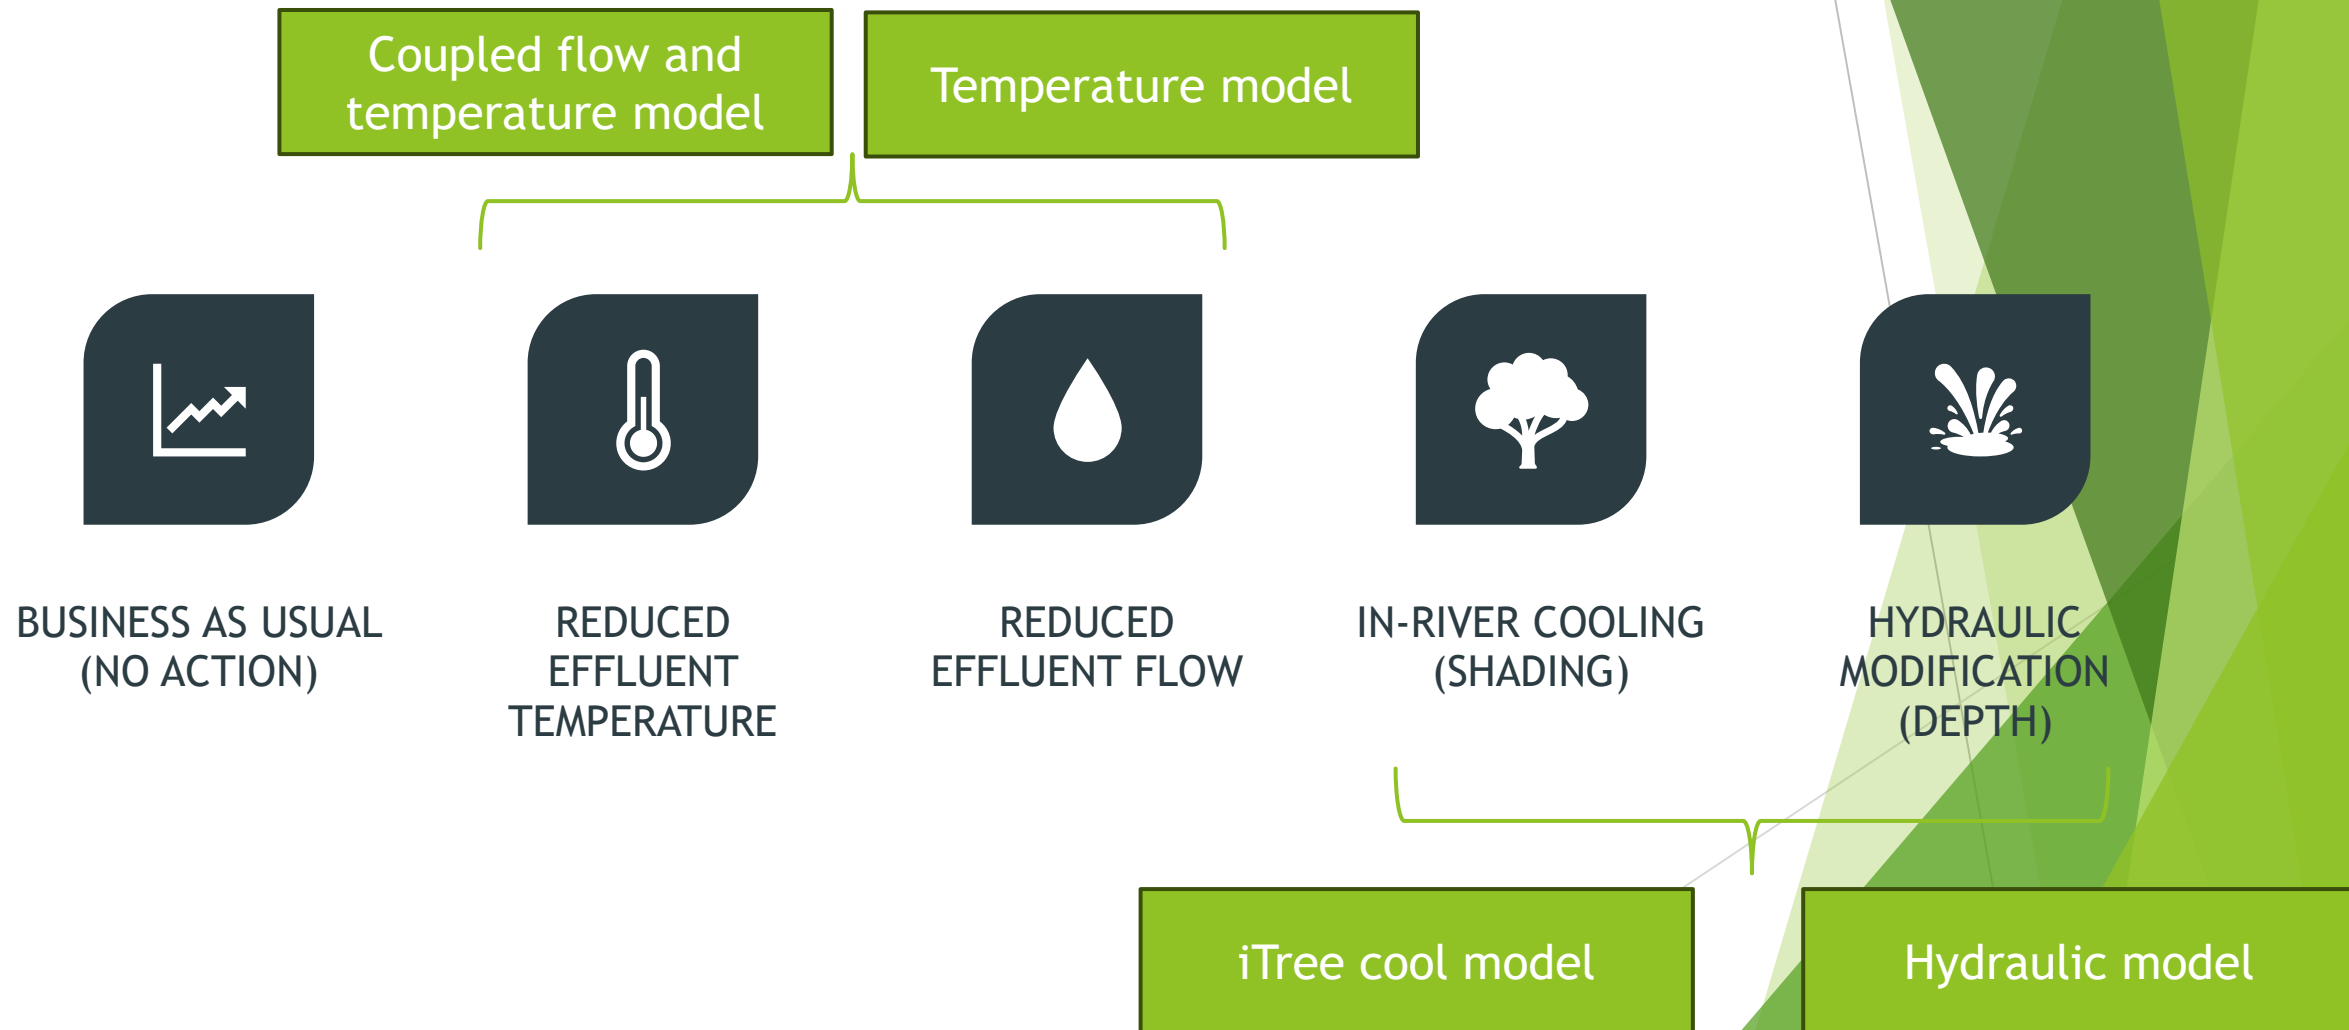 Coupled flow and
temperature model
Temperature model
BUSINESS AS USUAL
(NO ACTION)
REDUCED
EFFLUENT
TEMPERATURE
REDUCED
EFFLUENT FLOW
IN-RIVER COOLING
(SHADING)
HYDRAULIC
MODIFICATION
(DEPTH)
iTree cool model
Hydraulic model